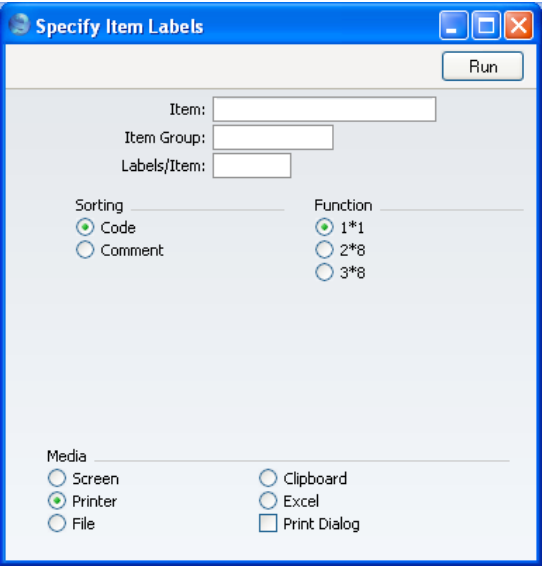 Specify Item Labels
Run
Item:
Item Group:
Labels/Item:
Sorting Function
Code 1*1
Comment 2*8
3*8
Media
Screen Clipboard
Printer Excel
File Print Dialog